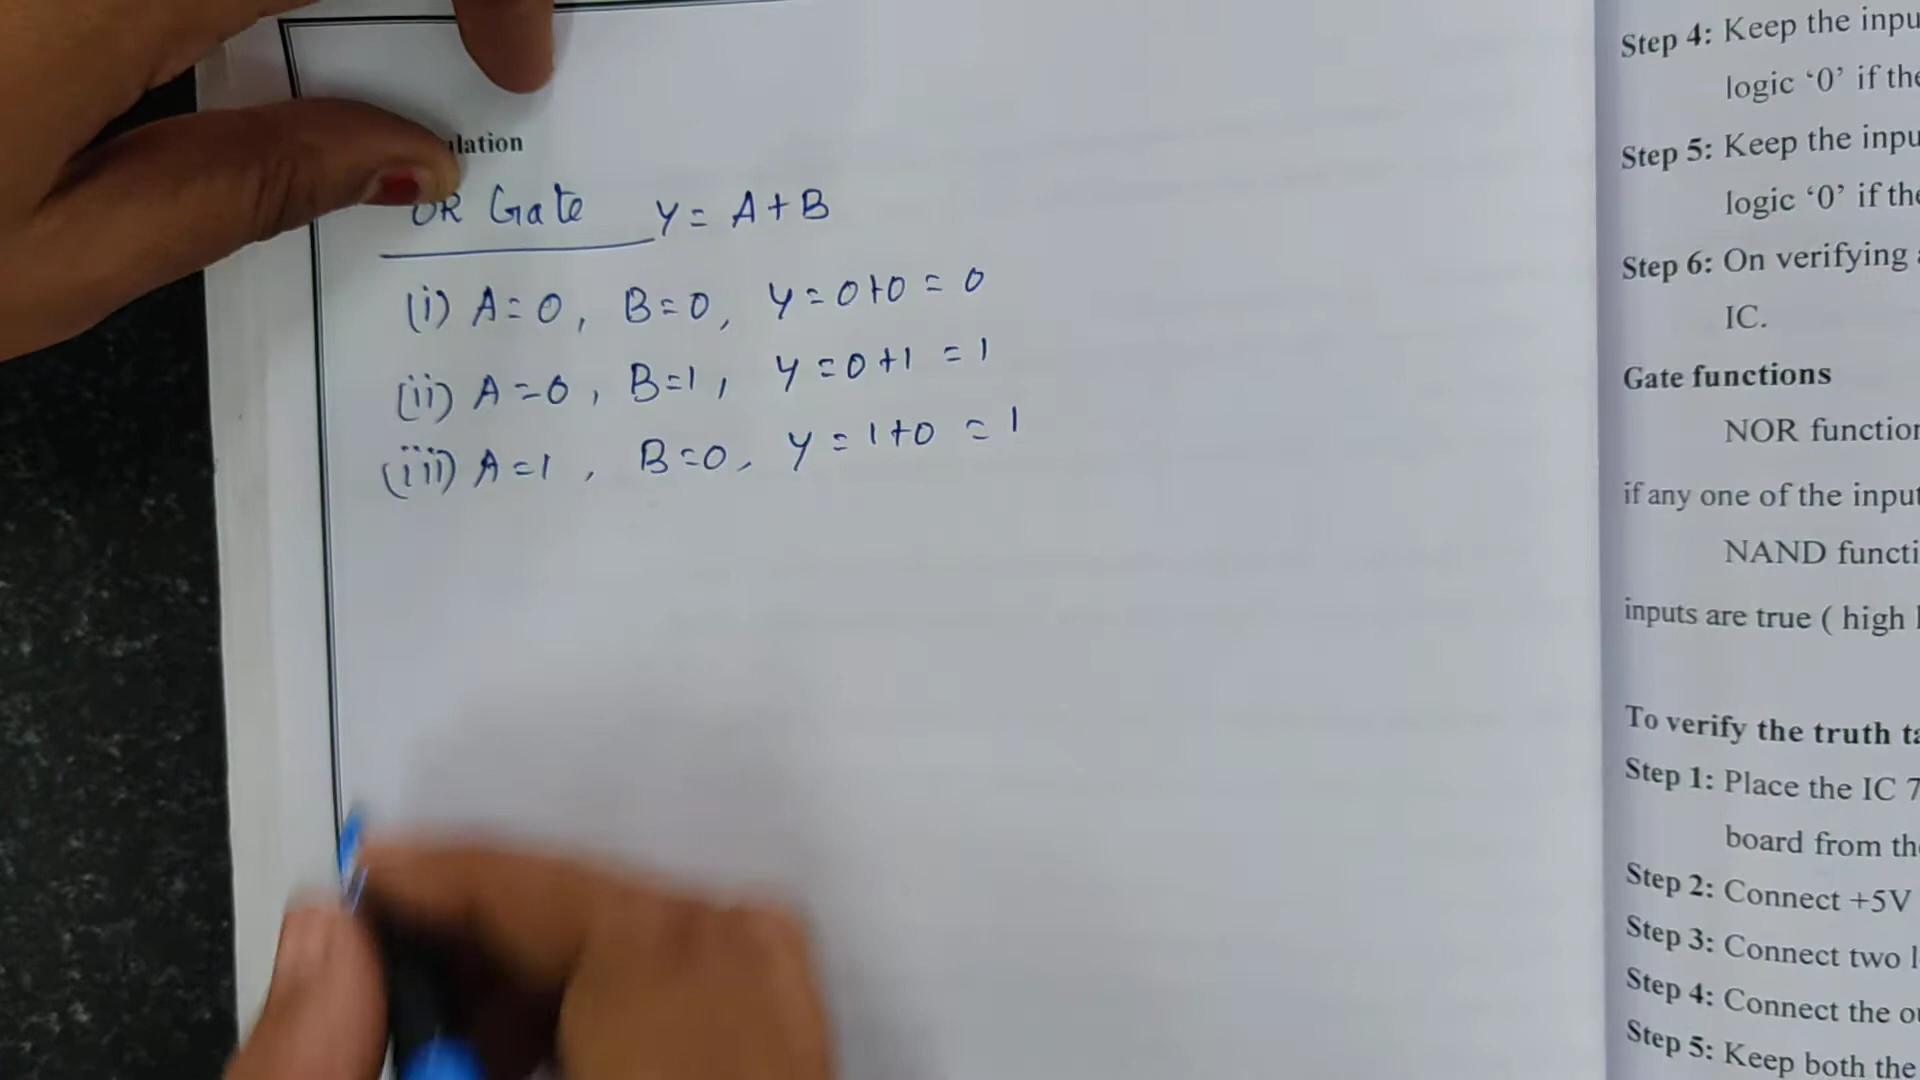 lation
OR Gate Y = A + B
(i) A = 0, B = 0, Y = 0+0 = 0
(ii) A = 0, B = 1, Y = 0+1 = 1
(iii) A = 1, B = 0, Y = 1+0 = 1
Step 4: Keep the inpu
logic ‘0’ if the
Step 5: Keep the inpu
logic ‘0’ if the
Step 6: On verifying
IC.
Gate functions
NOR function
if any one of the input
NAND functi
inputs are true ( high
To verify the truth ta
Step 1: Place the IC 7
board from the
Step 2: Connect +5V
Step 3: Connect two l
Step 4: Connect the ou
Step 5: Keep both the